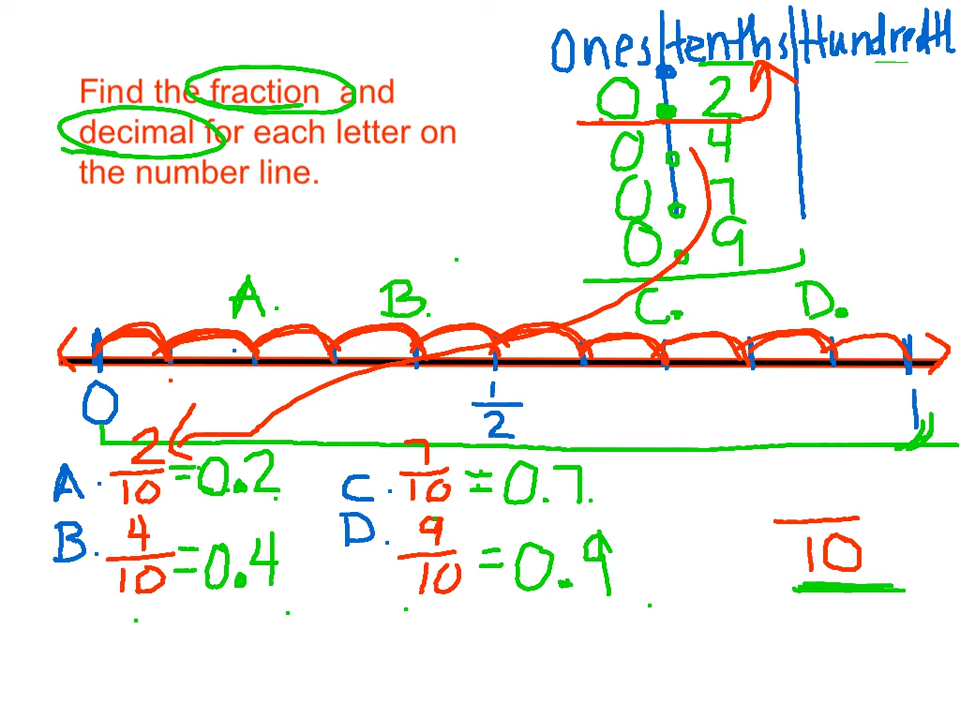 Ones Tenths Hundredth
Find the fraction and
decimal for each letter on
the number line.
0.2
0.4
0.7
0.9
A. B. C. D.
0 1/2 1
A. 2/10 = 0.2 C. 7/10 = 0.7.
B. 4/10 = 0.4 D. 9/10 = 0.9
10